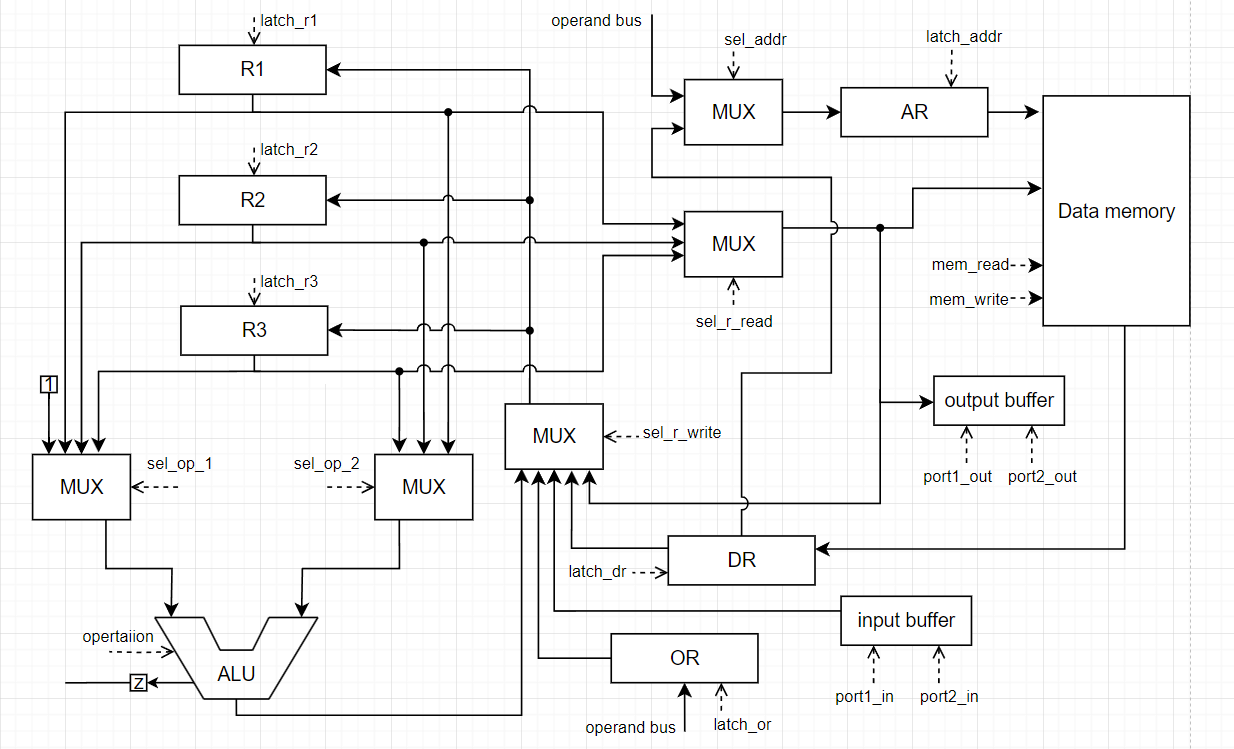 latch_r1
operand bus
sel_addr
latch_addr
R1
MUX
AR
latch_r2
R2
Data memory
MUX
latch_r3
mem_read
mem_write
sel_r_read
R3
1
output buffer
MUX
sel_r_write
sel_op_1
sel_op_2
port1_out
port2_out
MUX
MUX
DR
latch_dr
input buffer
opertaiion
OR
ALU
Z
port1_in
port2_in
operand bus
latch_or